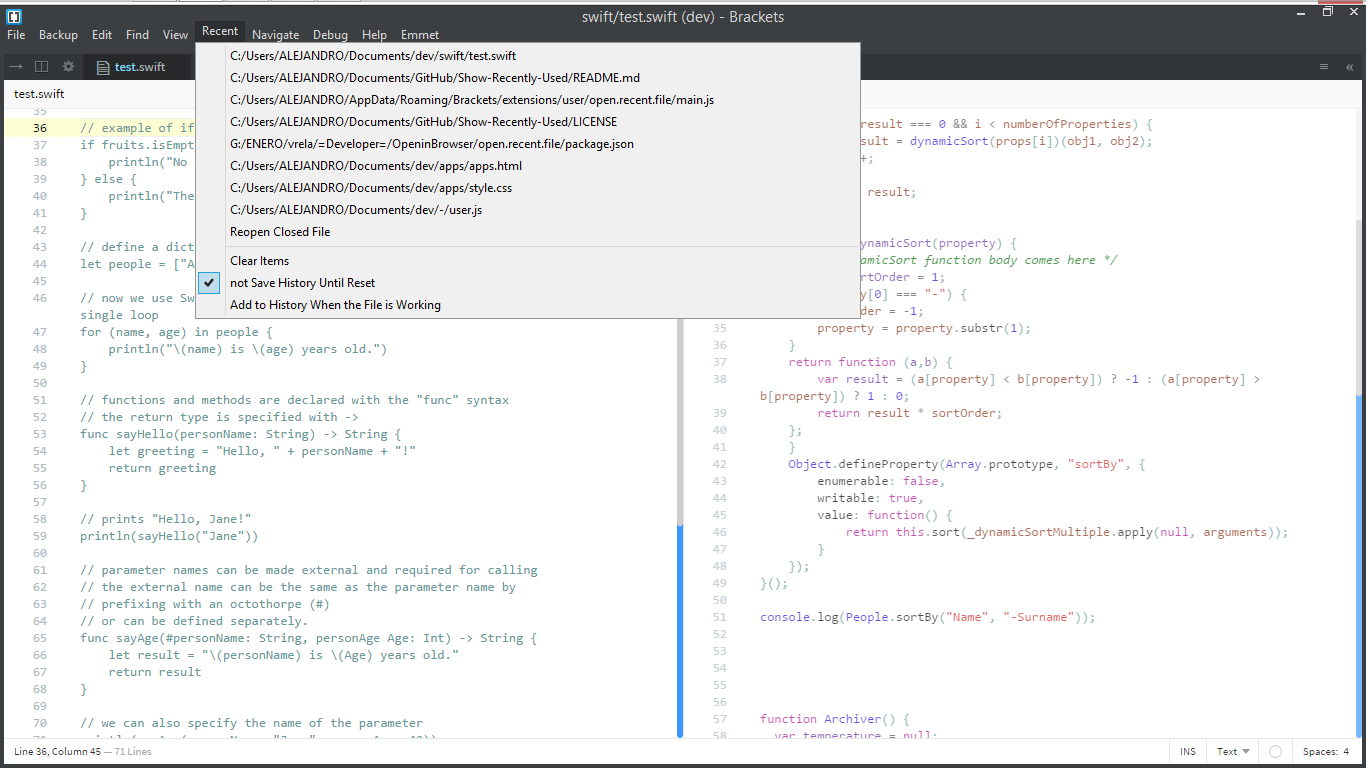 swift/test.swift (dev) - Brackets
File Backup Edit Find View Recent Navigate Debug Help Emmet
test.swift
test.swift
C:/Users/ALEJANDRO/Documents/dev/swift/test.swift
C:/Users/ALEJANDRO/Documents/GitHub/Show-Recently-Used/README.md
C:/Users/ALEJANDRO/AppData/Roaming/Brackets/extensions/user/open.recent.file/main.js
C:/Users/ALEJANDRO/Documents/GitHub/Show-Recently-Used/LICENSE
G:/ENERO/vrela/=Developer=/OpeninBrowser/open.recent.file/package.json
C:/Users/ALEJANDRO/Documents/dev/apps/apps.html
C:/Users/ALEJANDRO/Documents/dev/apps/style.css
C:/Users/ALEJANDRO/Documents/dev/-/user.js
Reopen Closed File
Clear Items
not Save History Until Reset
Add to History When the File is Working
35
36 // example of if
37 if fruits.isEmpt
38 println("No
39 } else {
40 println("The
41 }
42
43 // define a dict
44 let people = ["A
45
46 // now we use Sw
single loop
47 for (name, age) in people {
48 println("\(name) is \(age) years old.")
49 }
50
51 // functions and methods are declared with the "func" syntax
52 // the return type is specified with ->
53 func sayHello(personName: String) -> String {
54 let greeting = "Hello, " + personName + "!"
55 return greeting
56 }
57
58 // prints "Hello, Jane!"
59 println(sayHello("Jane"))
60
61 // parameter names can be made external and required for calling
62 // the external name can be the same as the parameter name by
63 // prefixing with an octothorpe (#)
64 // or can be defined separately.
65 func sayAge(#personName: String, personAge Age: Int) -> String {
66 let result = "\(personName) is \(Age) years old."
67 return result
68 }
69
70 // we can also specify the name of the parameter
71
result === 0 && i < numberOfProperties) {
sult = dynamicSort(props[i])(obj1, obj2);
+;
result;
ynamicSort(property) {
amicSort function body comes here */
rtOrder = 1;
y[0] === "-") {
der = -1;
35 property = property.substr(1);
36 }
37 return function (a,b) {
38 var result = (a[property] < b[property]) ? -1 : (a[property] >
b[property]) ? 1 : 0;
39 return result * sortOrder;
40 };
41 }
42 Object.defineProperty(Array.prototype, "sortBy", {
43 enumerable: false,
44 writable: true,
45 value: function() {
46 return this.sort(_dynamicSortMultiple.apply(null, arguments));
47 }
48 });
49 }();
50
51 console.log(People.sortBy("Name", "-Surname"));
52
53
54
55
56
57 function Archiver() {
58 var temperature = null;
Line 36, Column 45 — 71 Lines
INS Text Spaces: 4